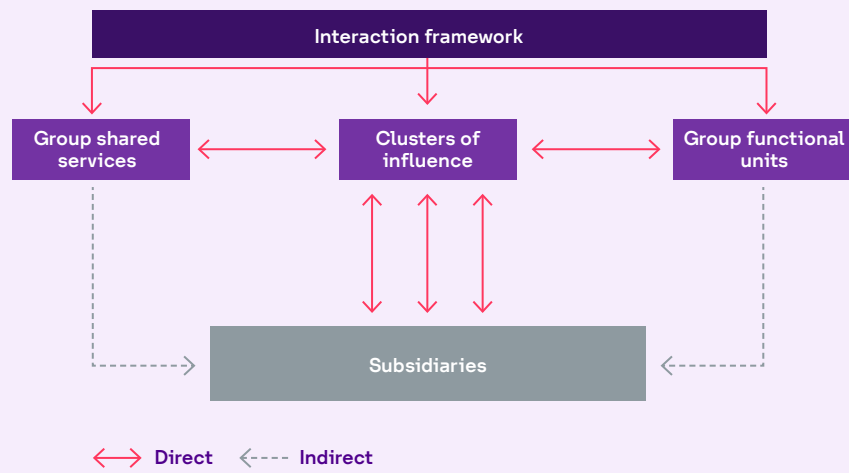 Interaction framework
Group shared
services
Clusters of
influence
Group functional
units
Subsidiaries
Direct
Indirect